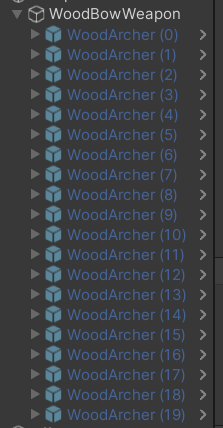 WoodBowWeapon
WoodArcher (0)
WoodArcher (1)
WoodArcher (2)
WoodArcher (3)
WoodArcher (4)
WoodArcher (5)
WoodArcher (6)
WoodArcher (7)
WoodArcher (8)
WoodArcher (9)
WoodArcher (10)
WoodArcher (11)
WoodArcher (12)
WoodArcher (13)
WoodArcher (14)
WoodArcher (15)
WoodArcher (16)
WoodArcher (17)
WoodArcher (18)
WoodArcher (19)